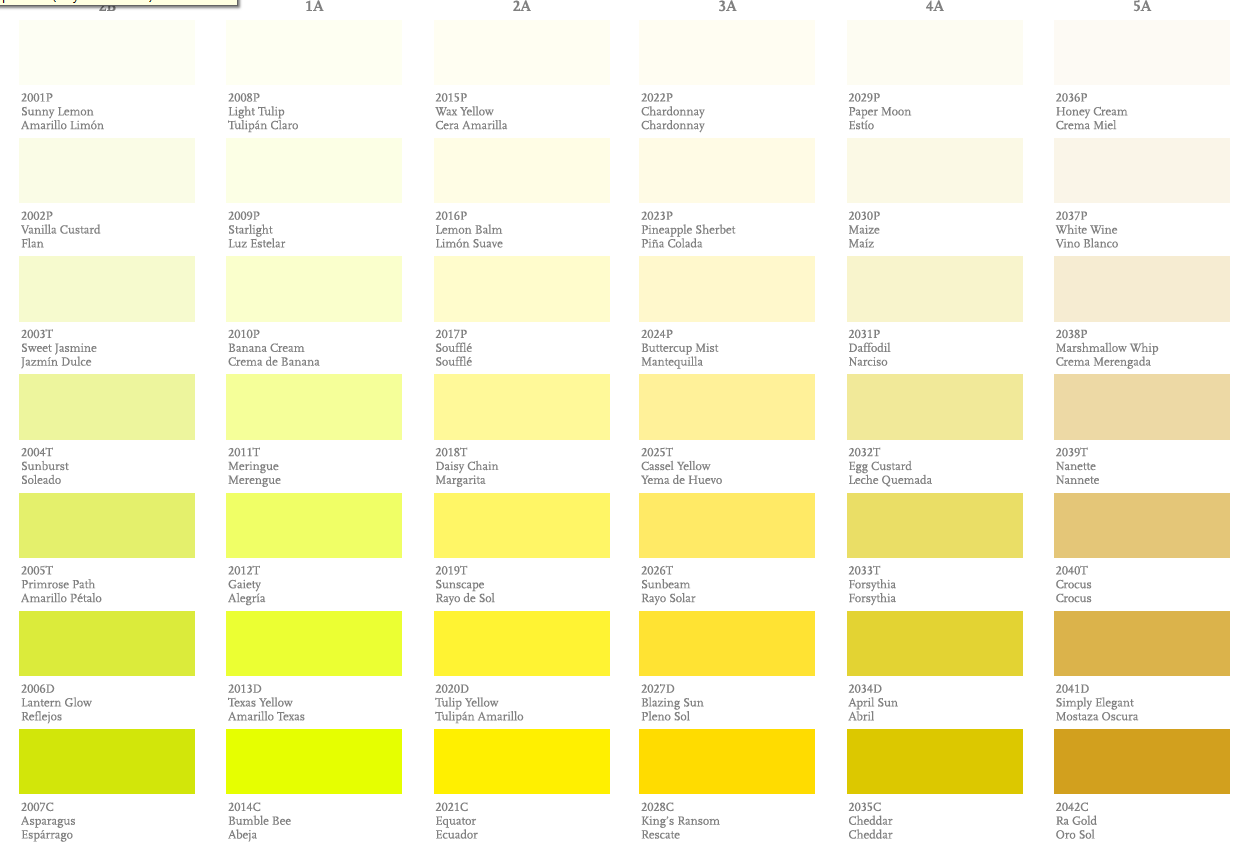 2B
1A
2A
3A
4A
5A
2001P
Sunny Lemon
Amarillo Limón
2008P
Light Tulip
Tulipán Claro
2015P
Wax Yellow
Cera Amarilla
2022P
Chardonnay
Chardonnay
2029P
Paper Moon
Estío
2036P
Honey Cream
Crema Miel
2002P
Vanilla Custard
Flan
2009P
Starlight
Luz Estelar
2016P
Lemon Balm
Limón Suave
2023P
Pineapple Sherbet
Piña Colada
2030P
Maize
Maíz
2037P
White Wine
Vino Blanco
2003T
Sweet Jasmine
Jazmín Dulce
2010P
Banana Cream
Crema de Banana
2017P
Soufflé
Soufflé
2024P
Buttercup Mist
Mantequilla
2031P
Daffodil
Narciso
2038P
Marshmallow Whip
Crema Merengada
2004T
Sunburst
Soleado
2011T
Meringue
Merengue
2018T
Daisy Chain
Margarita
2025T
Cassel Yellow
Yema de Huevo
2032T
Egg Custard
Leche Quemada
2039T
Nanette
Nannete
2005T
Primrose Path
Amarillo Pétalo
2012T
Gaiety
Alegría
2019T
Sunscape
Rayo de Sol
2026T
Sunbeam
Rayo Solar
2033T
Forsythia
Forsythia
2040T
Crocus
Crocus
2006D
Lantern Glow
Reflejos
2013D
Texas Yellow
Amarillo Texas
2020D
Tulip Yellow
Tulipán Amarillo
2027D
Blazing Sun
Pleno Sol
2034D
April Sun
Abril
2041D
Simply Elegant
Mostaza Oscura
2007C
Asparagus
Espárrago
2014C
Bumble Bee
Abeja
2021C
Equator
Ecuador
2028C
King's Ransom
Rescate
2035C
Cheddar
Cheddar
2042C
Ra Gold
Oro Sol